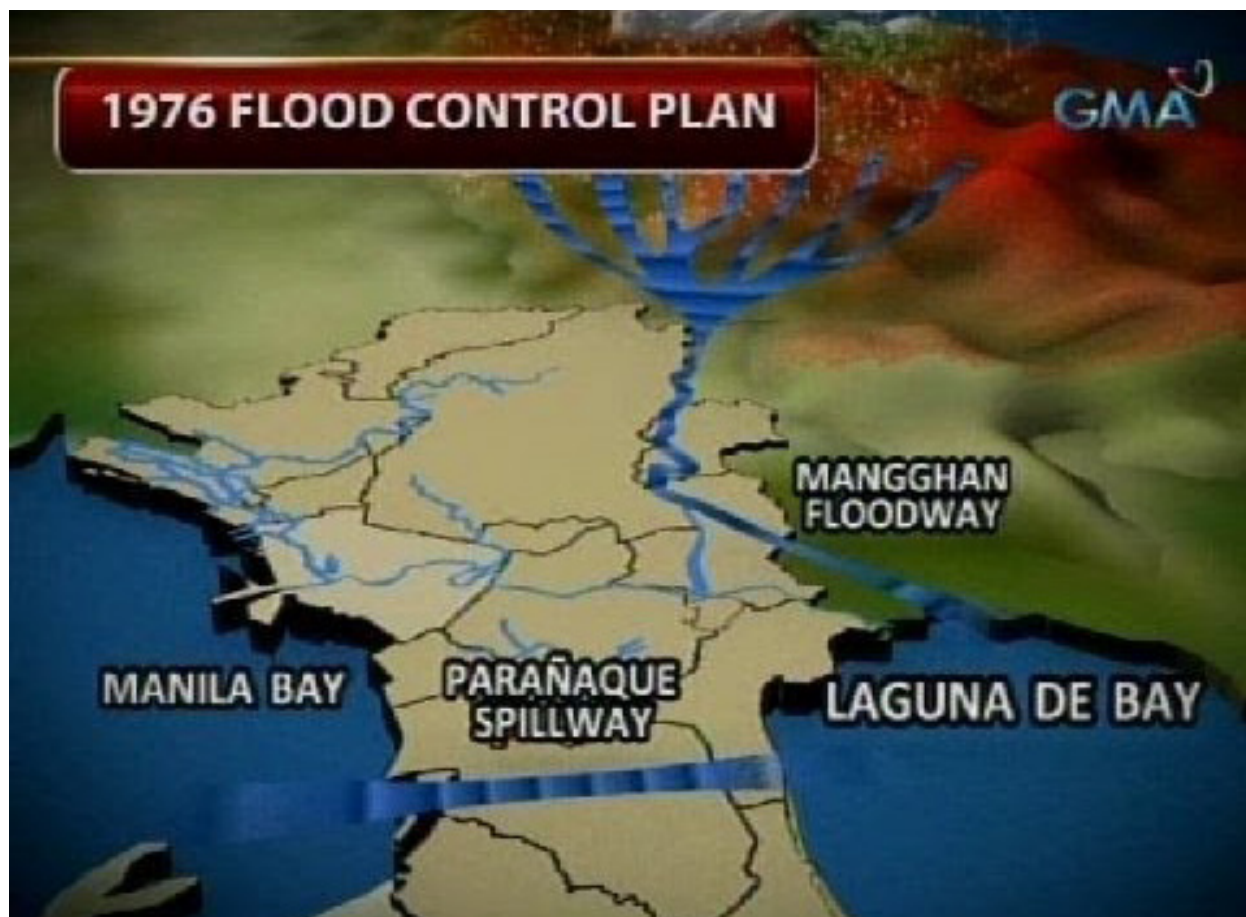 1976 FLOOD CONTROL PLAN
GMA
MANGGHAN
FLOODWAY
MANILA BAY
PARAÑAQUE
SPILLWAY
LAGUNA DE BAY